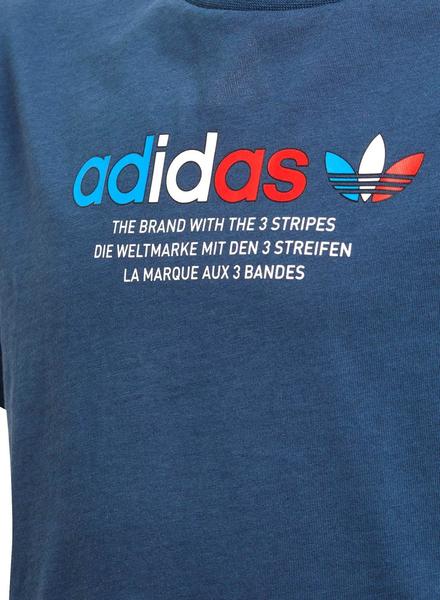 adidas
THE BRAND WITH THE 3 STRIPES
DIE WELTMARKE MIT DEN 3 STREIFEN
LA MARQUE AUX 3 BANDES